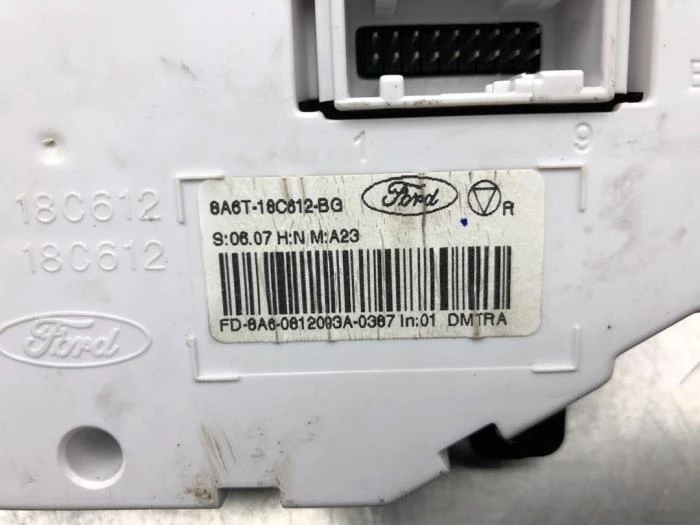 1 9
18C612
18C612
Ford
8A6T-18C612-BG
Ford
R
S:06.07 H:N M:A23
FD-8A6-0812093A-0387 In:01 DMTRA